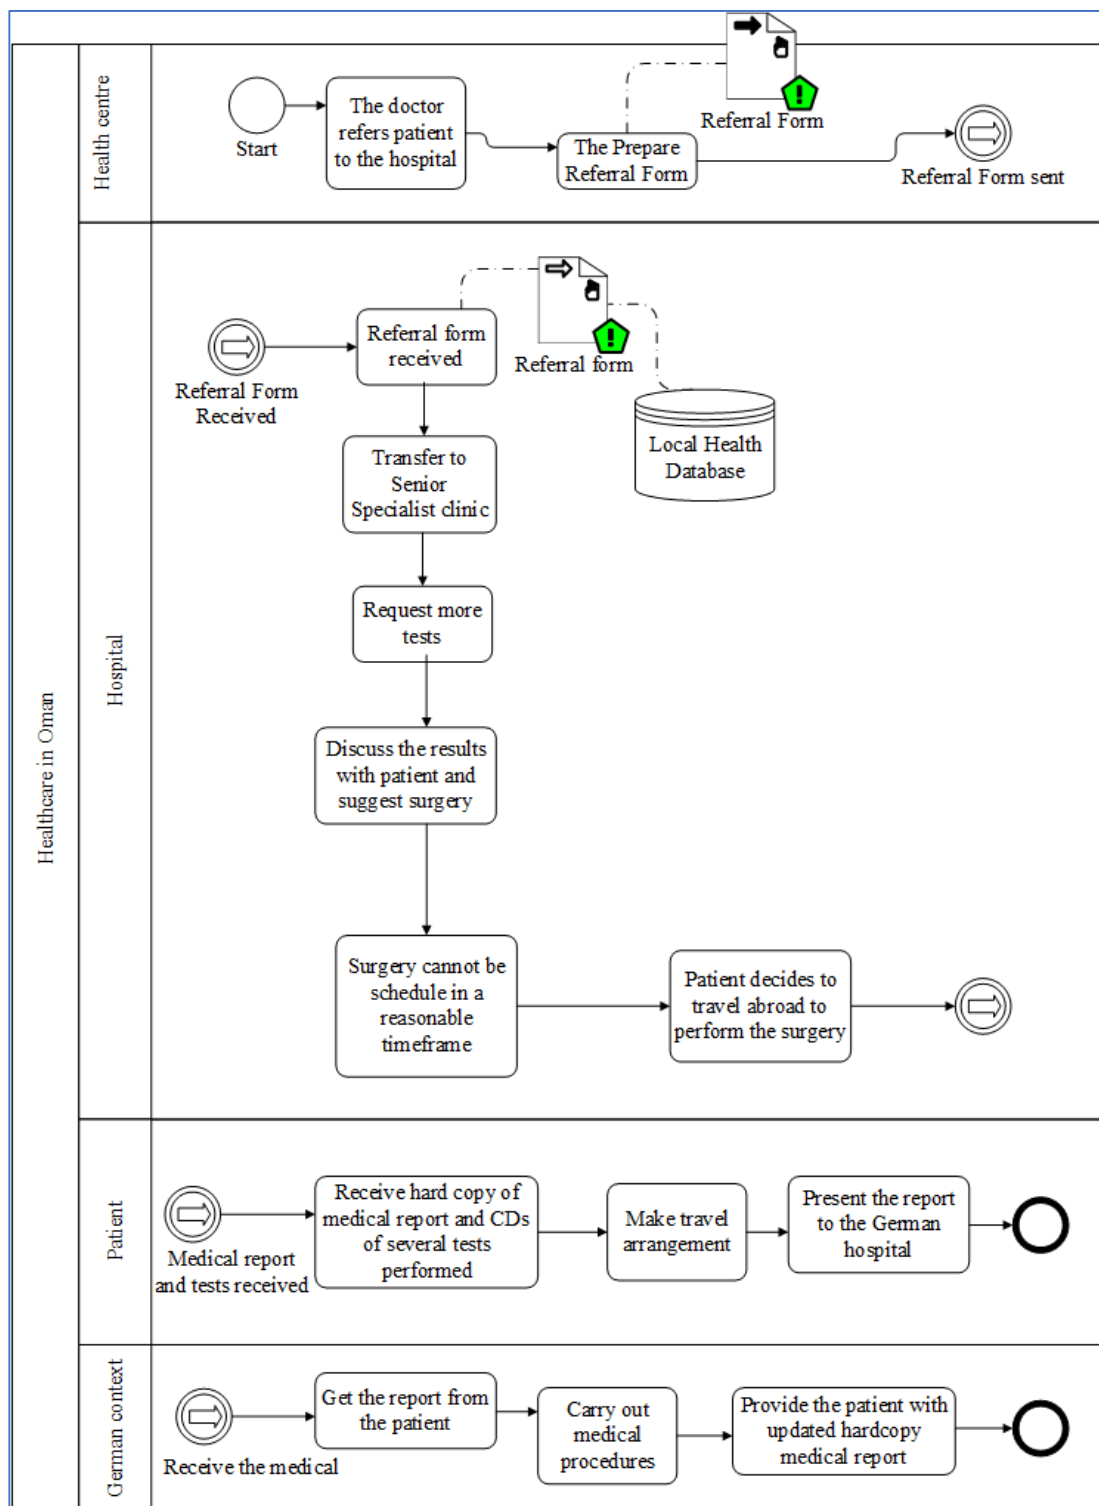 Healthcare in Oman
Health centre
Start
The doctor
refers patient
to the hospital
The Prepare
Referral Form
Referral Form
Referral Form sent
Hospital
Referral Form
Received
Referral form
received
Referral form
Local Health
Database
Transfer to
Senior
Specialist clinic
Request more
tests
Discuss the results
with patient and
suggest surgery
Surgery cannot be
schedule in a
reasonable
timeframe
Patient decides to
travel abroad to
perform the surgery
Patient
Medical report
and tests received
Receive hard copy of
medical report and CDs
of several tests
performed
Make travel
arrangement
Present the report
to the German
hospital
German context
Receive the medical
Get the report from
the patient
Carry out
medical
procedures
Provide the patient with
updated hardcopy
medical report